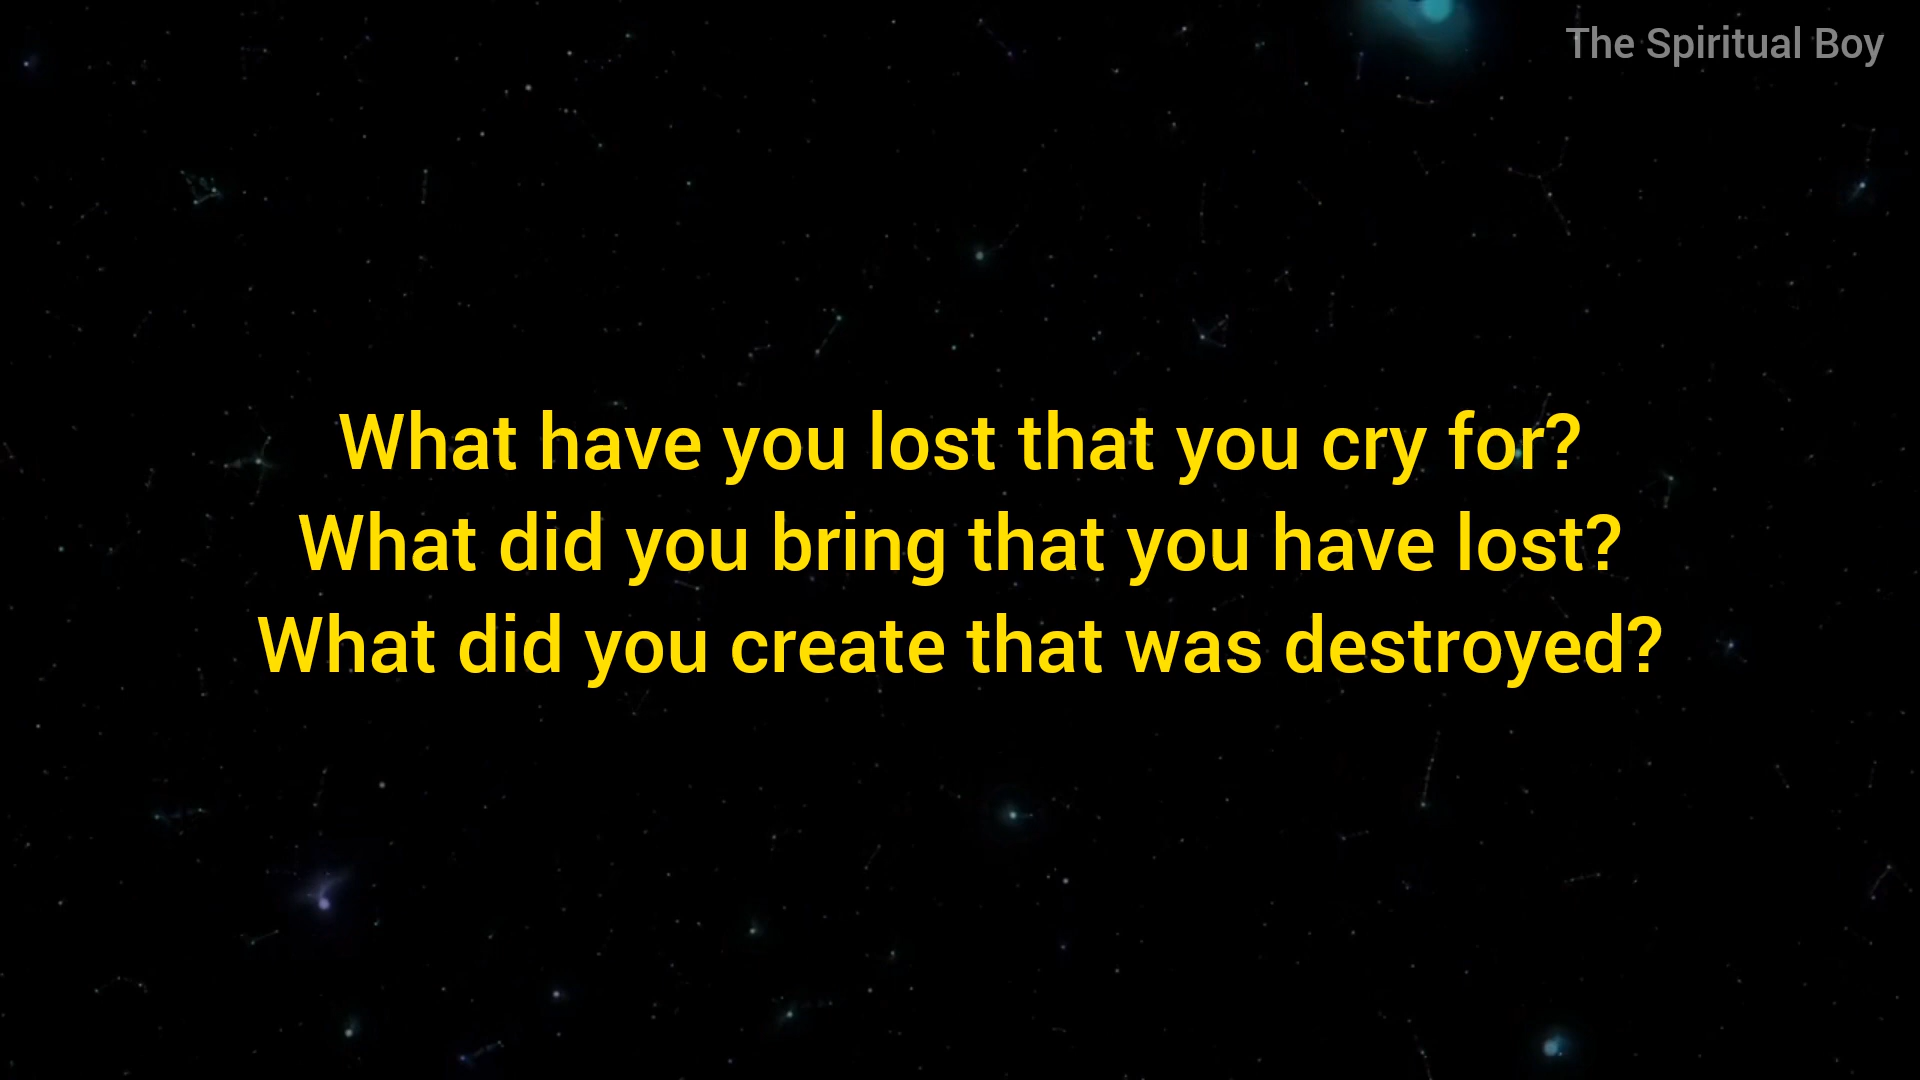 The Spiritual Boy
What have you lost that you cry for?
What did you bring that you have lost?
What did you create that was destroyed?